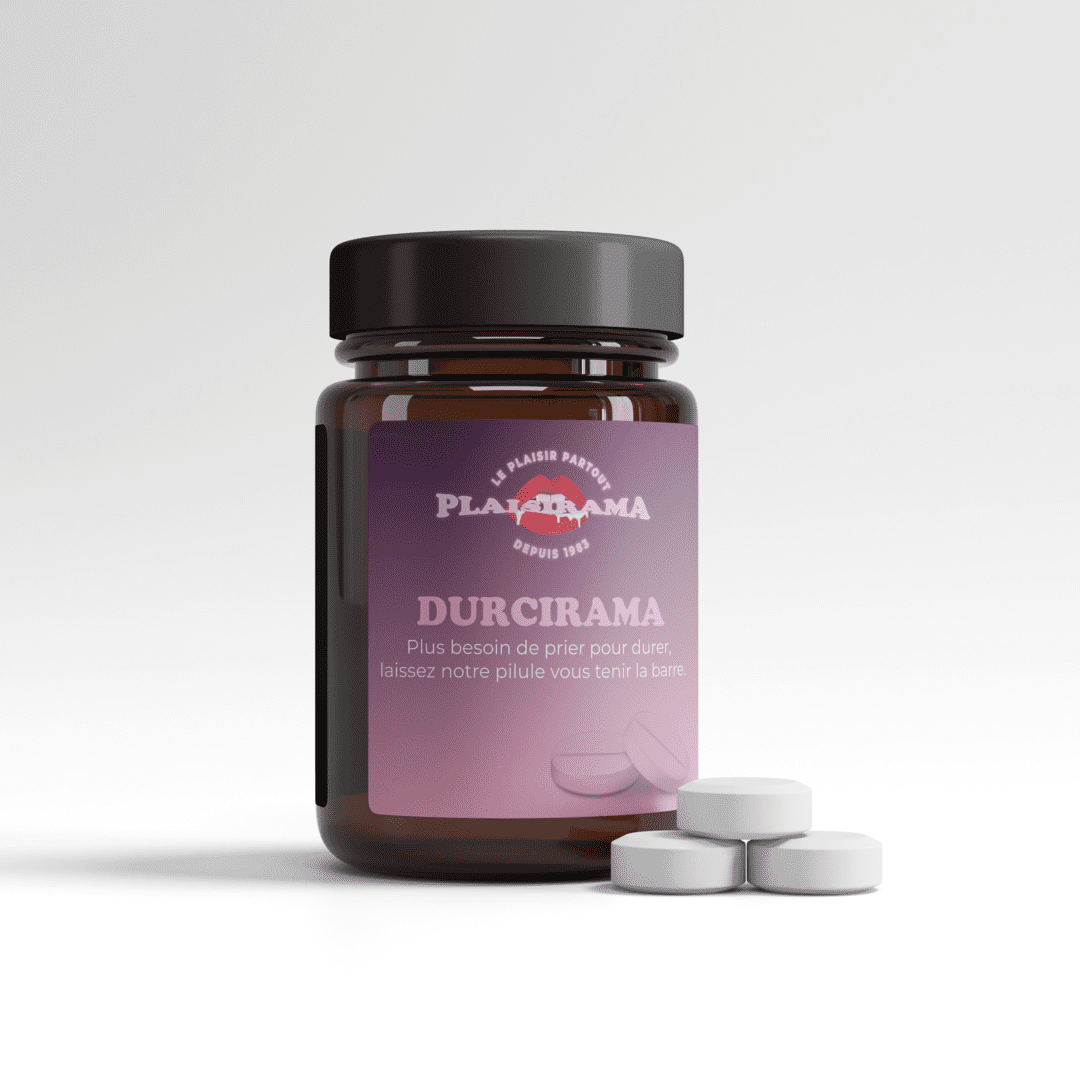 LE PLAISIR PARTOUT
PLAISIRAMA
DEPUIS 1983
DURCIRAMA
Plus besoin de prier pour durer,
laissez notre pilule vous tenir la barre.